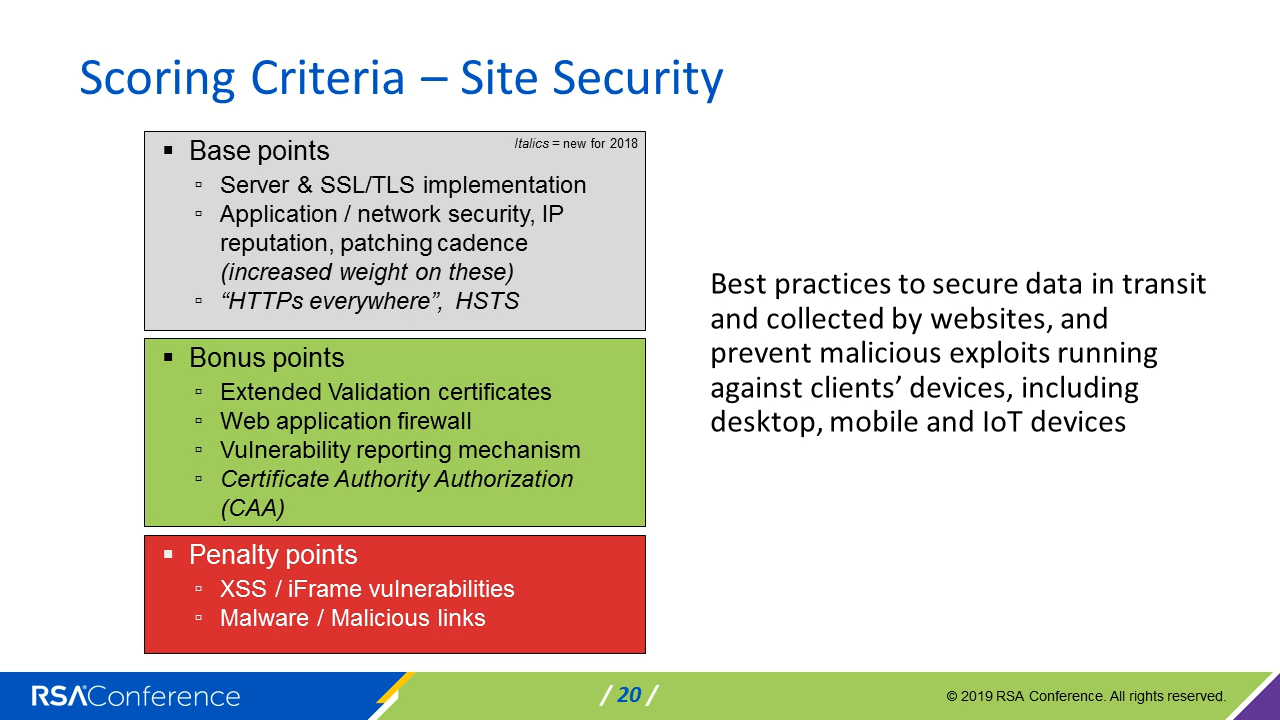 Scoring Criteria – Site Security
Italics = new for 2018
▪ Base points
▫ Server & SSL/TLS implementation
▫ Application / network security, IP
reputation, patching cadence
(increased weight on these)
▫ “HTTPs everywhere”, HSTS
▪ Bonus points
▫ Extended Validation certificates
▫ Web application firewall
▫ Vulnerability reporting mechanism
▫ Certificate Authority Authorization
(CAA)
▪ Penalty points
▫ XSS / iFrame vulnerabilities
▫ Malware / Malicious links
Best practices to secure data in transit
and collected by websites, and
prevent malicious exploits running
against clients’ devices, including
desktop, mobile and IoT devices
RSAConference
/ 20 /
© 2019 RSA Conference. All rights reserved.